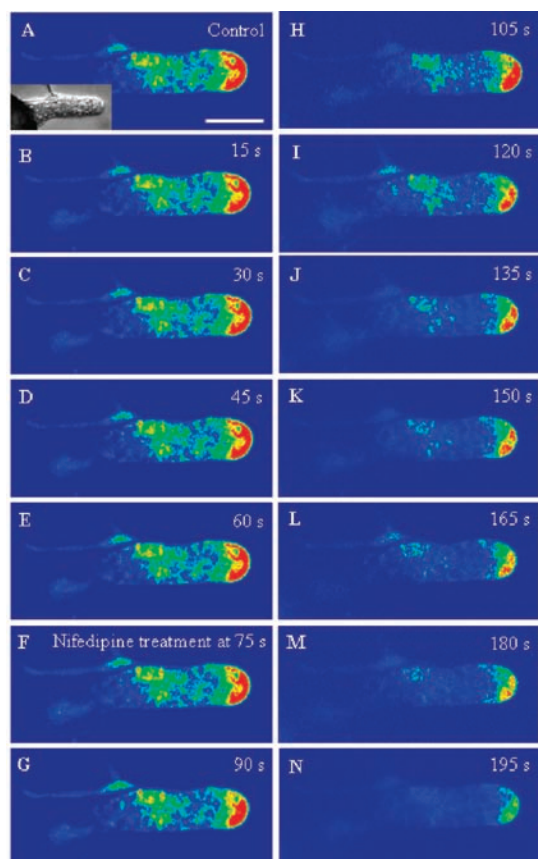 A Control
B 15 s
C 30 s
D 45 s
E 60 s
F Nifedipine treatment at 75 s
G 90 s
H 105 s
I 120 s
J 135 s
K 150 s
L 165 s
M 180 s
N 195 s